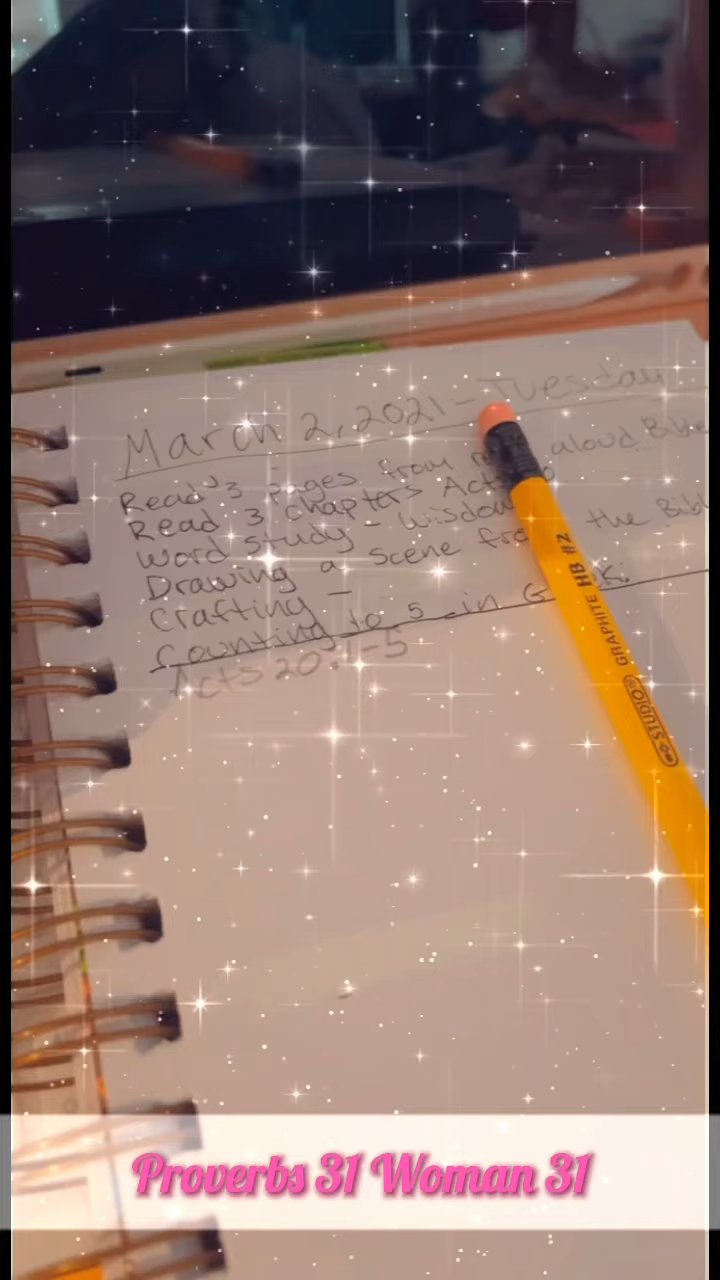 March 2, 2021 - Tuesday
Read 3 pages from aloud Bible
Read 3 chapters Acts
Word study - Wisdom
Drawing a scene from the Bible
Crafting -
Counting to 5 in
Acts 20:1-5
STUDIO GRAPHITE HB #2
Proverbs 31 Woman 31